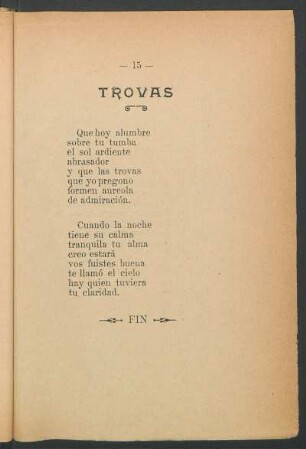 — 15 —
TROVAS
Que hoy alumbre
sobre tu tumba
el sol ardiente
abrasador
y que las trovas
que yo pregono
formen aureola
de admiración.
Cuando la noche
tiene su calma
tranquila tu alma
creo estará
vos fuistes buena
te llamó el cielo
hay quien tuviera
tu claridad.
FIN